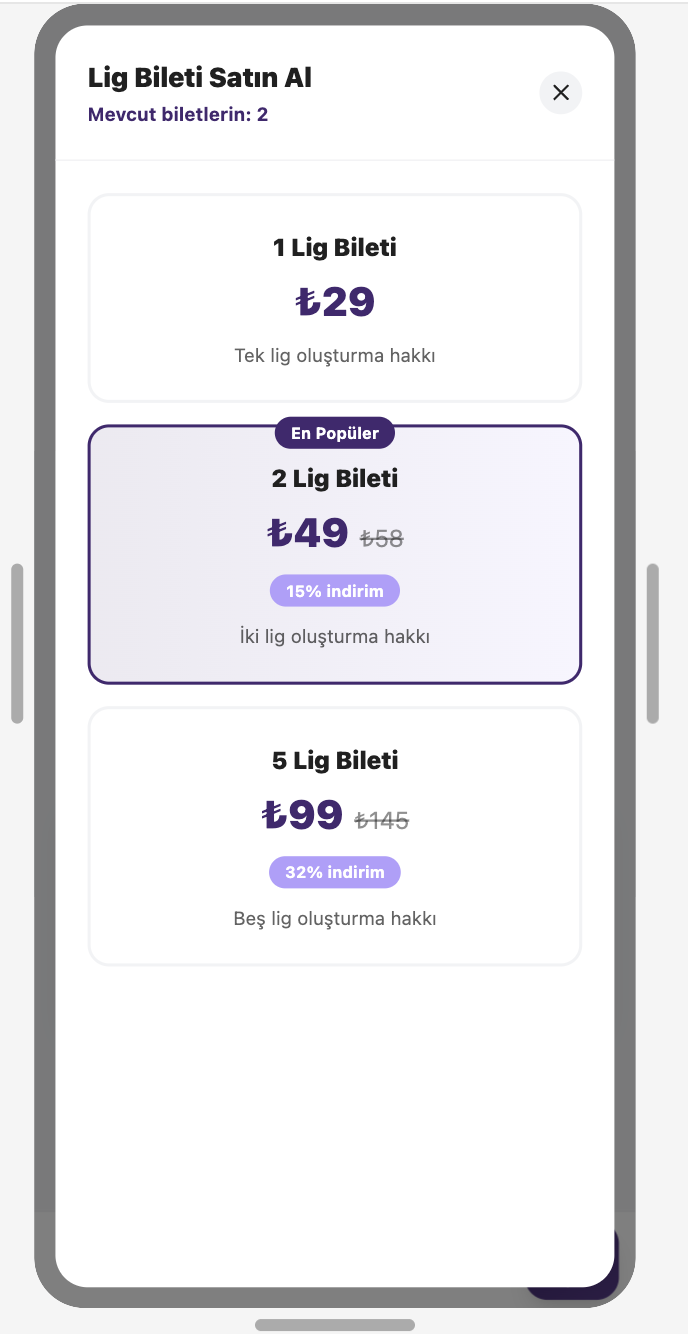 Lig Bileti Satın Al
Mevcut biletlerin: 2
1 Lig Bileti
₺29
Tek lig oluşturma hakkı
En Popüler
2 Lig Bileti
₺49 ₺58
15% indirim
İki lig oluşturma hakkı
5 Lig Bileti
₺99 ₺145
32% indirim
Beş lig oluşturma hakkı